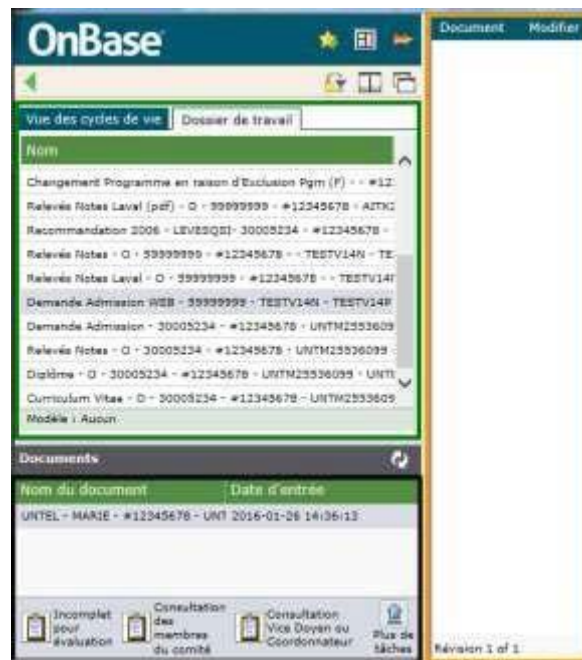 OnBase
Document Modifier
Vue des cycles de vie Dossier de travail
Nom
Changement Programme en raison d'Exclusion Pgm (F) - - #12
Relevés Notes Laval (pdf) - O - 99999999 - #12345678 -
Recommandation 2006 - LEVESQBI- 30005234 - #12345678 -
Relevés Notes - O - 99999999 - #12345678 - - TESTV14N - TE
Relevés Notes Laval - O - 99999999 - #12345678 - - TESTV14
Demande Admission WEB - 99999999 - TESTV14N - TESTV14P
Demande Admission - 30005234 - #12345678 - UNTM2553609
Relevés Notes - O - 30005234 - #12345678 - UNTM25536099
Diplôme - O - 30005234 - #12345678 - UNTM25536099 - UNT
Curriculum Vitae - O - 30005234 - #12345678 - UNTM2553609
Modèle : Aucun
Documents
Nom du document Date d'entrée
UNTEL - MARIE - #12345678 - UNT 2016-01-26 14:36:13
Incomplet
pour
évaluation
Consultation
des
membres
du comité
Consultation
Vice Doyen ou
Coordonnateur
Plus de
tâches
Révision 1 of 1